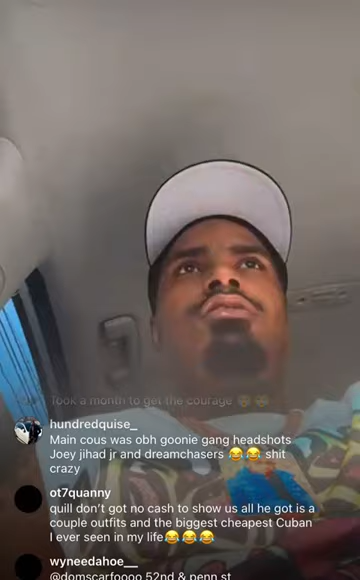 Took a month to get the courage 😢 😢
hundredquise_
Main cous was obh goonie gang headshots
Joey jihad jr and dreamchasers 😂😂 shit
crazy
ot7quanny
quill don't got no cash to show us all he got is a
couple outfits and the biggest cheapest Cuban
I ever seen in my life😂😂😂
wyneedahoe__
@domscarfoooo 52nd & penn st